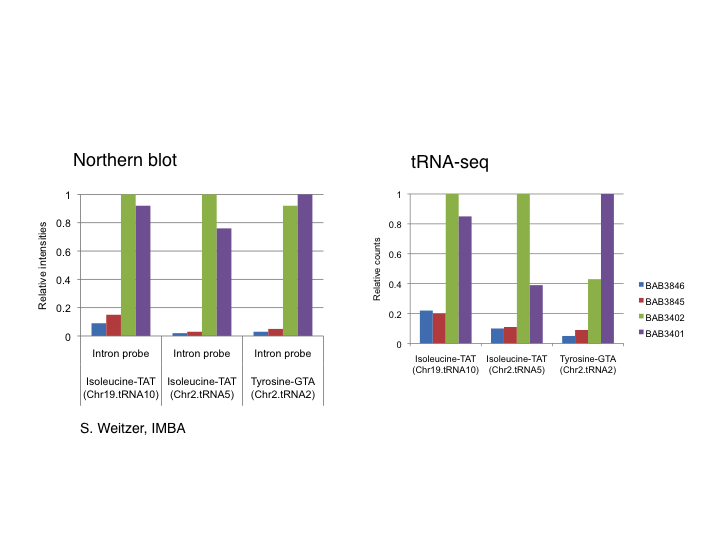 Northern blot
tRNA-seq
Relative intensities
1
0.8
0.6
0.4
0.2
0
Intron probe
Intron probe
Intron probe
Isoleucine-TAT
(Chr19.tRNA10)
Isoleucine-TAT
(Chr2.tRNA5)
Tyrosine-GTA
(Chr2.tRNA2)
S. Weitzer, IMBA
Relative counts
1
0.8
0.6
0.4
0.2
0
Isoleucine-TAT
(Chr19.tRNA10)
Isoleucine-TAT
(Chr2.tRNA5)
Tyrosine-GTA
(Chr2.tRNA2)
BAB3846
BAB3845
BAB3402
BAB3401